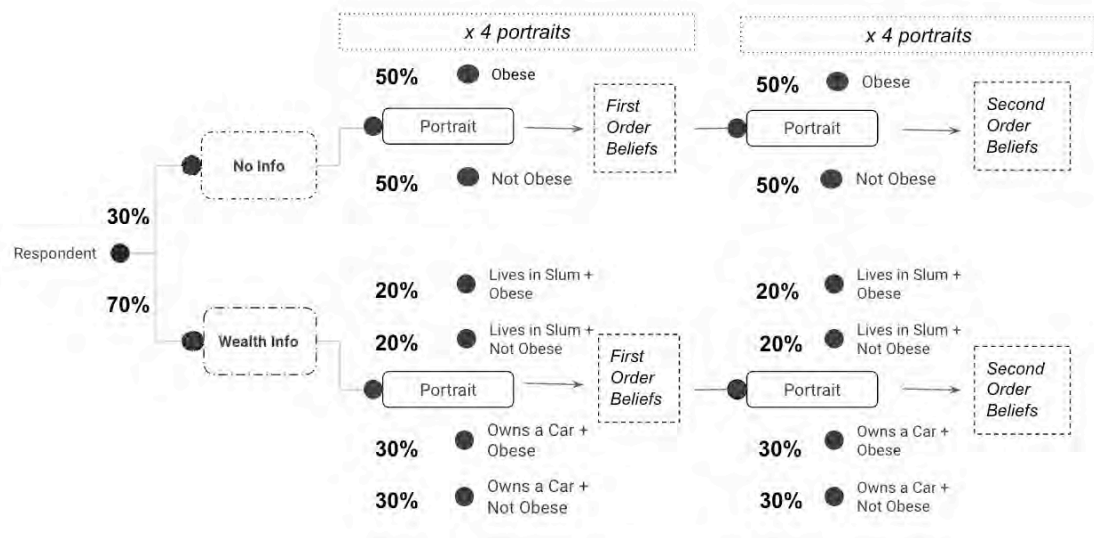 x 4 portraits
x 4 portraits
50%
Obese
50%
Obese
Portrait
First
Order
Beliefs
Portrait
Second
Order
Beliefs
No Info
50%
Not Obese
50%
Not Obese
30%
Respondent
70%
Wealth Info
20%
Lives in Slum +
Obese
20%
Lives in Slum +
Obese
20%
Lives in Slum +
Not Obese
20%
Lives in Slum +
Not Obese
Portrait
First
Order
Beliefs
Portrait
Second
Order
Beliefs
30%
Owns a Car +
Obese
30%
Owns a Car +
Obese
30%
Owns a Car +
Not Obese
30%
Owns a Car +
Not Obese